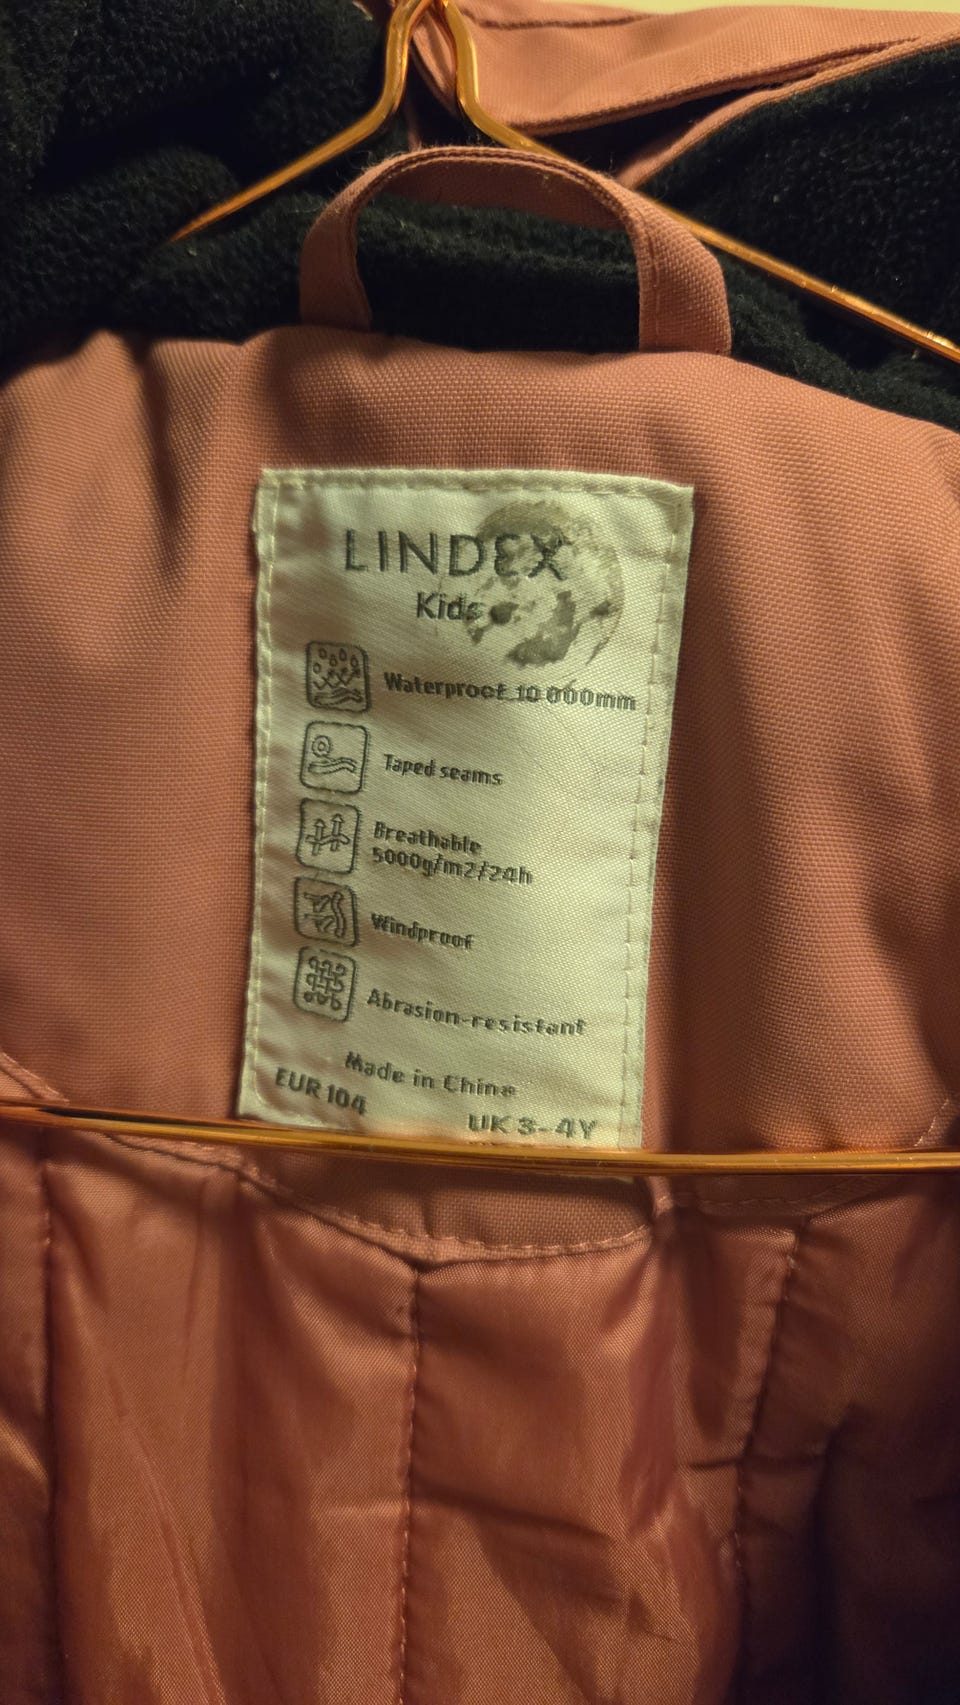 LINDEX
Kids
Waterproof 10 000mm
Taped seams
Breathable
5000g/m2/24h
Windproof
Abrasion-resistant
Made in China
EUR 104
UK 3-4Y